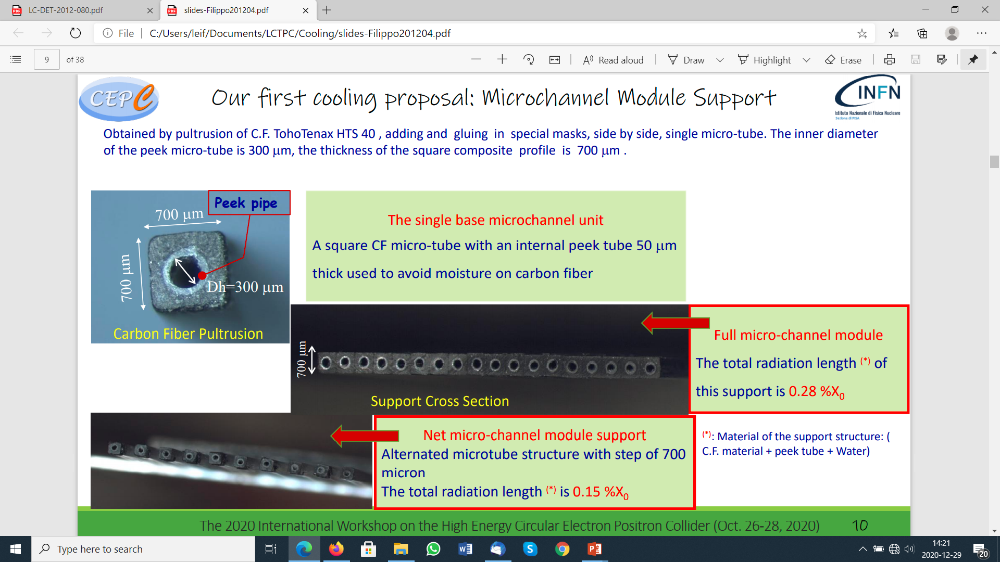 LC-DET-2012-080.pdf
slides-Filippo201204.pdf
File
C:/Users/leif/Documents/LCTPC/Cooling/slides-Filippo201204.pdf
9
of 38
Read aloud
Draw
Highlight
Erase
CEPC
Our first cooling proposal: Microchannel Module Support
INFN
Istituto Nazionale di Fisica Nucleare
Sezione di PISA
Obtained by pultrusion of C.F. TohoTenax HTS 40 , adding and gluing in special masks, side by side, single micro-tube. The inner diameter
of the peek micro-tube is 300 μm, the thickness of the square composite profile is 700 μm .
Peek pipe
700 μm
700 μm
Dh=300 μm
Carbon Fiber Pultrusion
The single base microchannel unit
A square CF micro-tube with an internal peek tube 50 μm
thick used to avoid moisture on carbon fiber
700 μm
Support Cross Section
Full micro-channel module
The total radiation length (*) of
this support is 0.28 %X0
Net micro-channel module support
Alternated microtube structure with step of 700
micron
The total radiation length (*) is 0.15 %X0
(*): Material of the support structure: (
C.F. material + peek tube + Water)
The 2020 International Workshop on the High Energy Circular Electron Positron Collider (Oct. 26-28, 2020)
10
Type here to search
14:21
2020-12-29
20